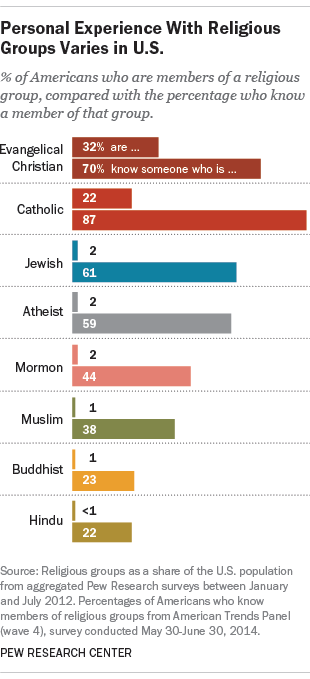 Personal Experience With Religious
Groups Varies in U.S.
% of Americans who are members of a religious
group, compared with the percentage who know
a member of that group.
Evangelical
Christian
32% are ...
70% know someone who is ...
Catholic
22
87
Jewish
2
61
Atheist
2
59
Mormon
2
44
Muslim
1
38
Buddhist
1
23
Hindu
<1
22
Source: Religious groups as a share of the U.S. population
from aggregated Pew Research surveys between January
and July 2012. Percentages of Americans who know
members of religious groups from American Trends Panel
(wave 4), survey conducted May 30-June 30, 2014.
PEW RESEARCH CENTER